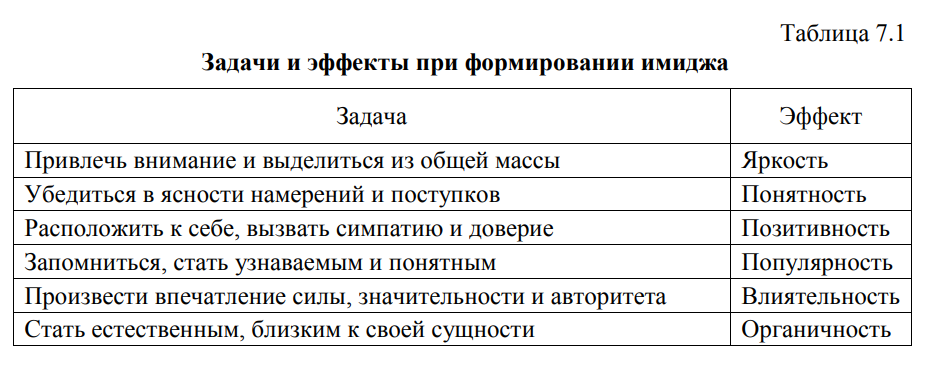 Таблица 7.1
Задачи и эффекты при формировании имиджа
Задача Эффект
Привлечь внимание и выделиться из общей массы Яркость
Убедиться в ясности намерений и поступков Понятность
Расположить к себе, вызвать симпатию и доверие Позитивность
Запомниться, стать узнаваемым и понятным Популярность
Произвести впечатление силы, значительности и авторитета Влиятельность
Стать естественным, близким к своей сущности Органичность